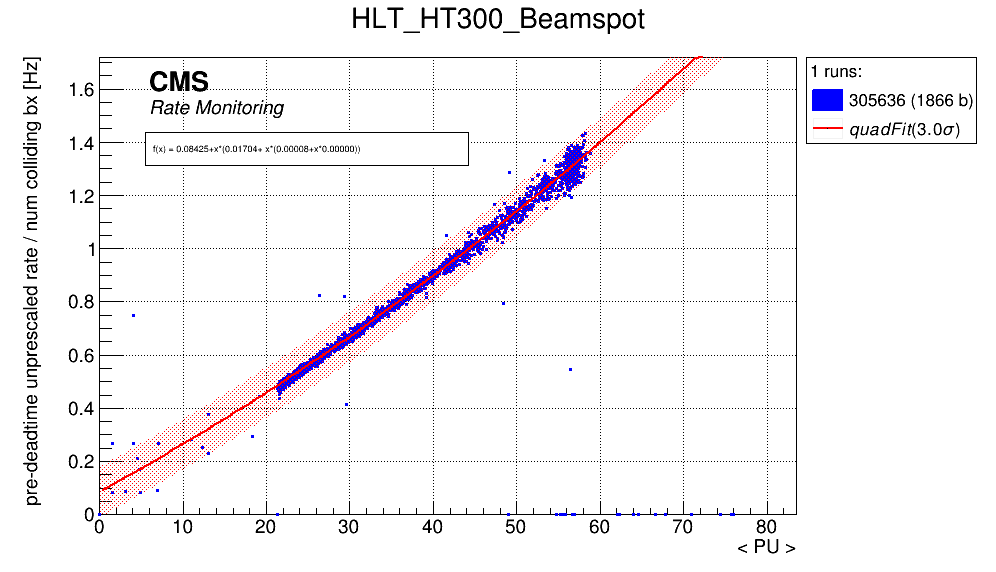 HLT_HT300_Beamspot
pre-deadtime unprescaled rate / num colliding bx [Hz]
CMS
Rate Monitoring
f(x) = 0.08425+x*(0.01704+ x*(0.00008+x*0.00000))
1 runs:
305636 (1866 b)
quadFit(3.0σ)
1.6
1.4
1.2
1
0.8
0.6
0.4
0.2
0
0 10 20 30 40 50 60 70 80
< PU >